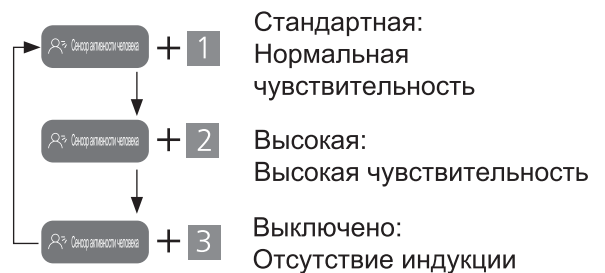 Сенсор активности человека + 1
Стандартная:
Нормальная
чувствительность
Сенсор активности человека + 2
Высокая:
Высокая чувствительность
Сенсор активности человека + 3
Выключено:
Отсутствие индукции